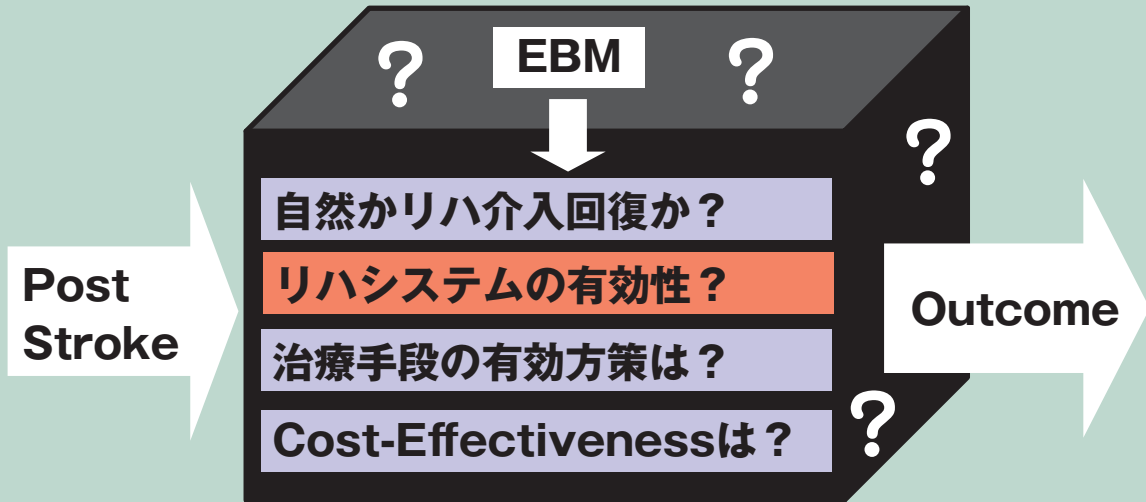 ?
EBM
?
?
自然かリハ介入回復か？
リハシステムの有効性？
治療手段の有効方策は？
Cost-Effectivenessは？
Post
Stroke
Outcome
?